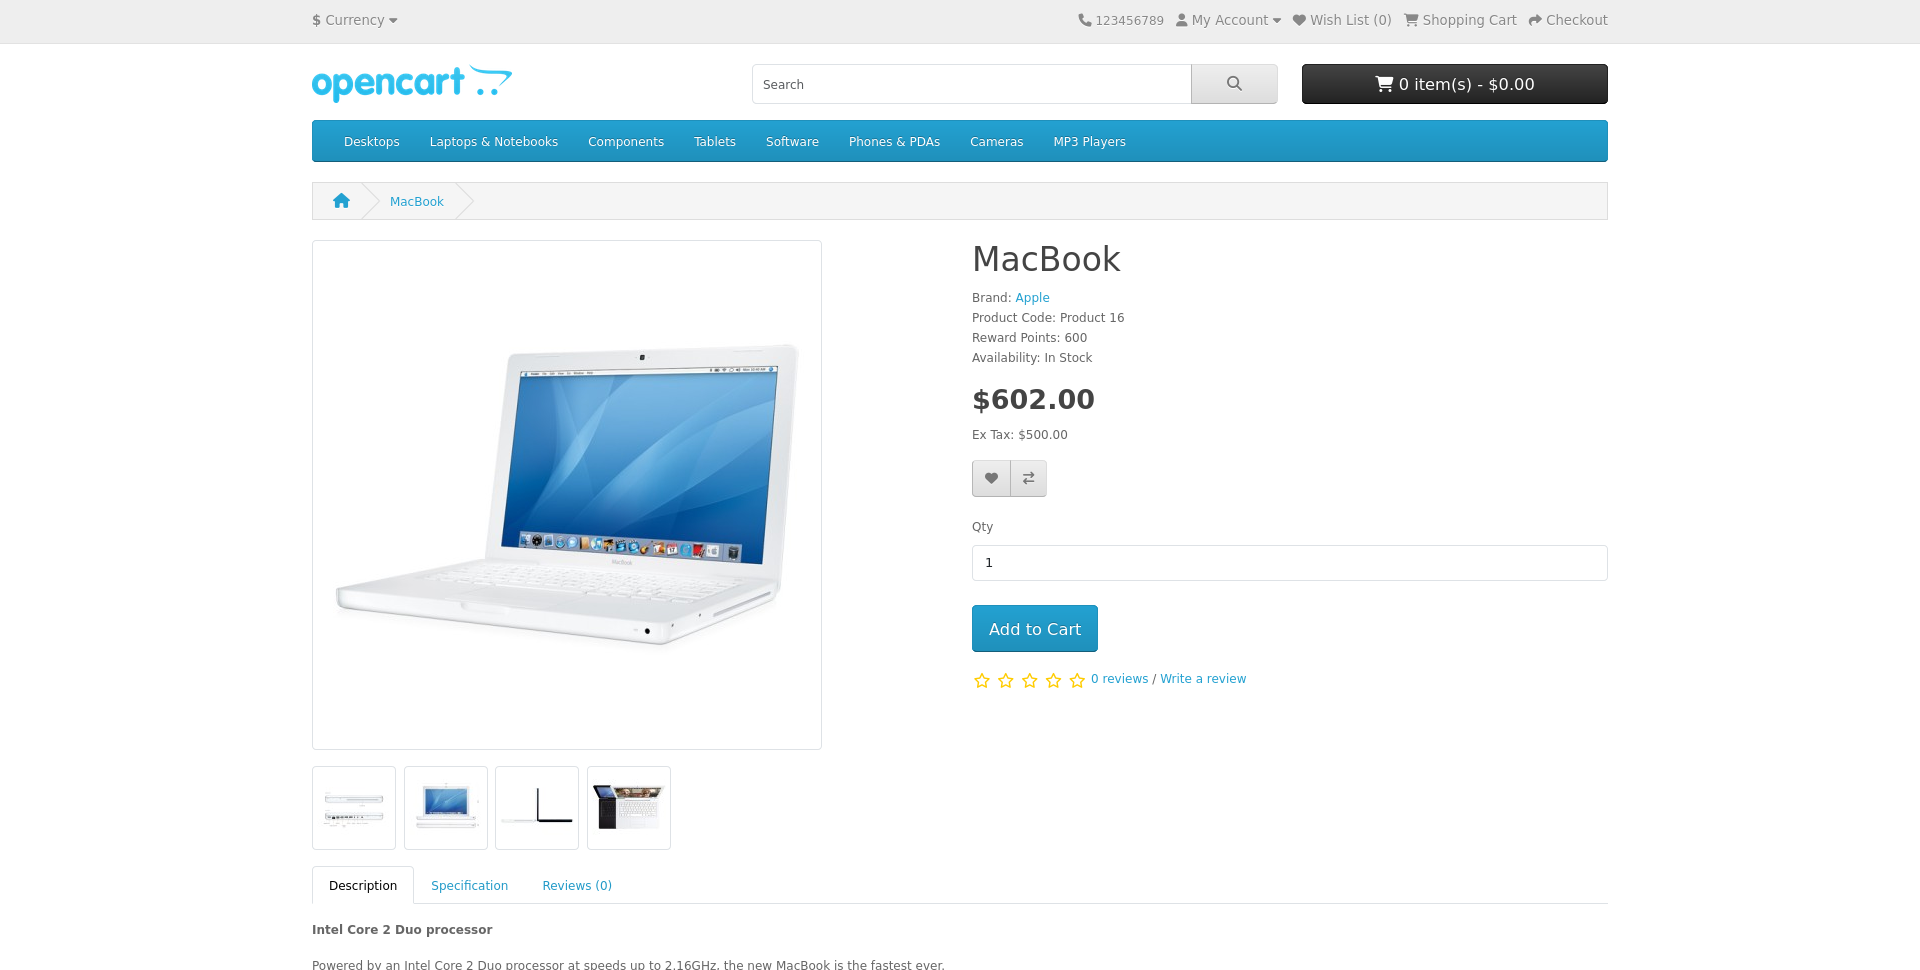 $ Currency
123456789 My Account Wish List (0) Shopping Cart Checkout
opencart
Search
0 item(s) - $0.00
Desktops Laptops & Notebooks Components Tablets Software Phones & PDAs Cameras MP3 Players
MacBook
MacBook
Brand: Apple
Product Code: Product 16
Reward Points: 600
Availability: In Stock
$602.00
Ex Tax: $500.00
Qty
1
Add to Cart
0 reviews / Write a review
MacBook
Description Specification Reviews (0)
Intel Core 2 Duo processor
Powered by an Intel Core 2 Duo processor at speeds up to 2.16GHz, the new MacBook is the fastest ever.